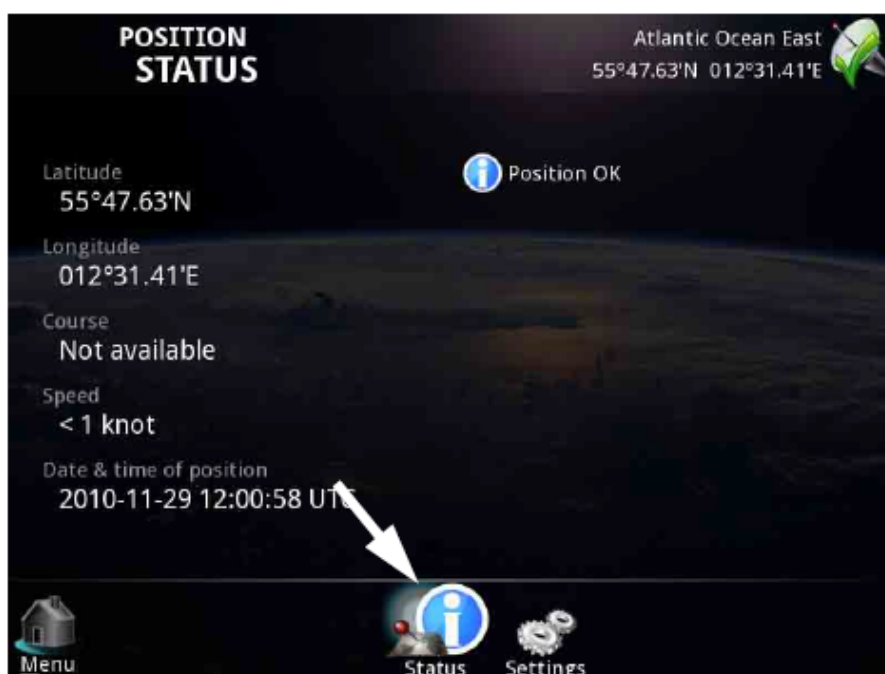 POSITION
STATUS
Atlantic Ocean East
55°47.63'N 012°31.41'E
Latitude
55°47.63'N
Position OK
Longitude
012°31.41'E
Course
Not available
Speed
< 1 knot
Date & time of position
2010-11-29 12:00:58 UTC
Menu
Status
Settings